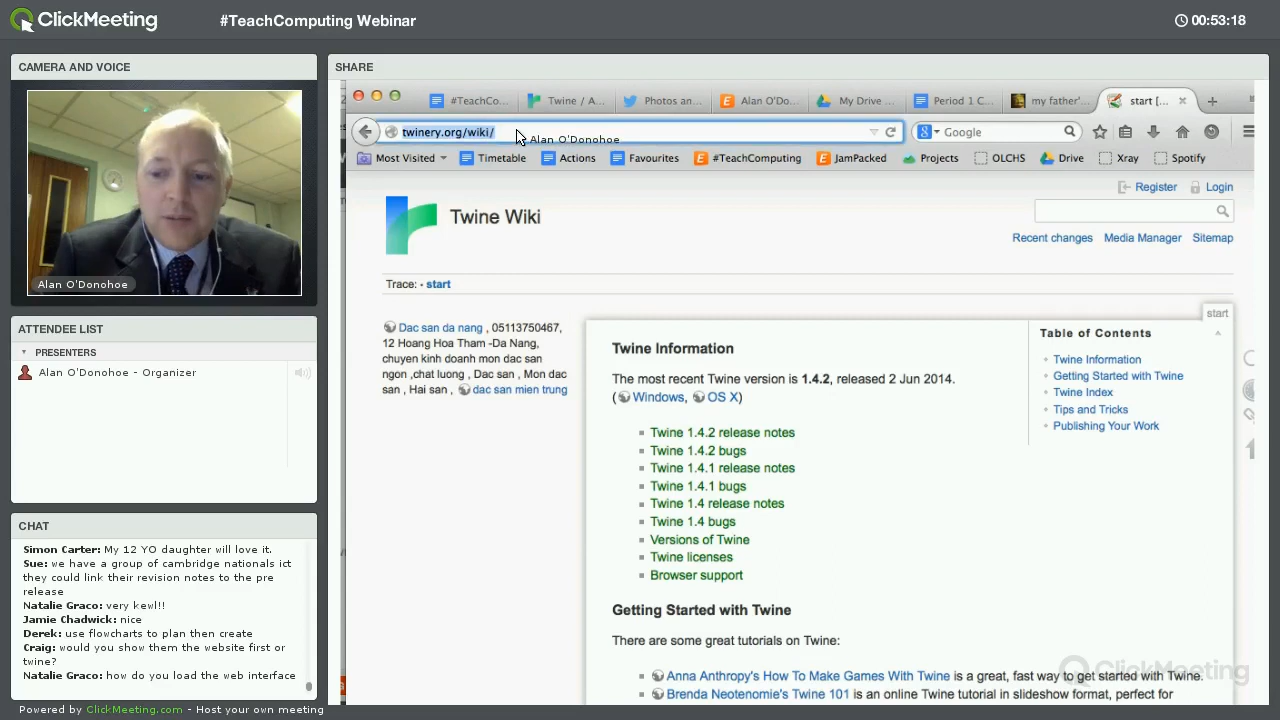 ClickMeeting
#TeachComputing Webinar
00:53:18
CAMERA AND VOICE
Alan O'Donohoe
ATTENDEE LIST
PRESENTERS
Alan O'Donohoe - Organizer
CHAT
Simon Carter: My 12 YO daughter will love it.
Sue: we have a group of cambridge nationals ict
they could link their revision notes to the pre
release
Natalie Graco: very kewl!!
Jamie Chadwick: nice
Derek: use flowcharts to plan then create
Craig: would you show them the website first or
twine?
Natalie Graco: how do you load the web interface
Powered by ClickMeeting.com - Host your own meeting
SHARE
#TeachCo... Twine / A... Photos an... Alan O'Do... My Drive ... Period 1 C... my father'... start [...
twinery.org/wiki/ Alan O'Donohoe Google
Most Visited Timetable Actions Favourites #TeachComputing JamPacked Projects OLCHS Drive Xray Spotify
Register Login
Twine Wiki
Recent changes Media Manager Sitemap
Trace: • start
Dac san da nang , 05113750467,
12 Hoang Hoa Tham -Da Nang,
chuyen kinh doanh mon dac san
ngon ,chat luong , Dac san , Mon dac
san , Hai san , dac san mien trung
start
Twine Information
The most recent Twine version is 1.4.2, released 2 Jun 2014.
(Windows, OS X)
Twine 1.4.2 release notes
Twine 1.4.2 bugs
Twine 1.4.1 release notes
Twine 1.4.1 bugs
Twine 1.4 release notes
Twine 1.4 bugs
Versions of Twine
Twine licenses
Browser support
Getting Started with Twine
There are some great tutorials on Twine:
Anna Anthropy's How To Make Games With Twine is a great, fast way to get started with Twine.
Brenda Neotenomie's Twine 101 is an online Twine tutorial in slideshow format, perfect for
Table of Contents
Twine Information
Getting Started with Twine
Twine Index
Tips and Tricks
Publishing Your Work
ClickMeeting